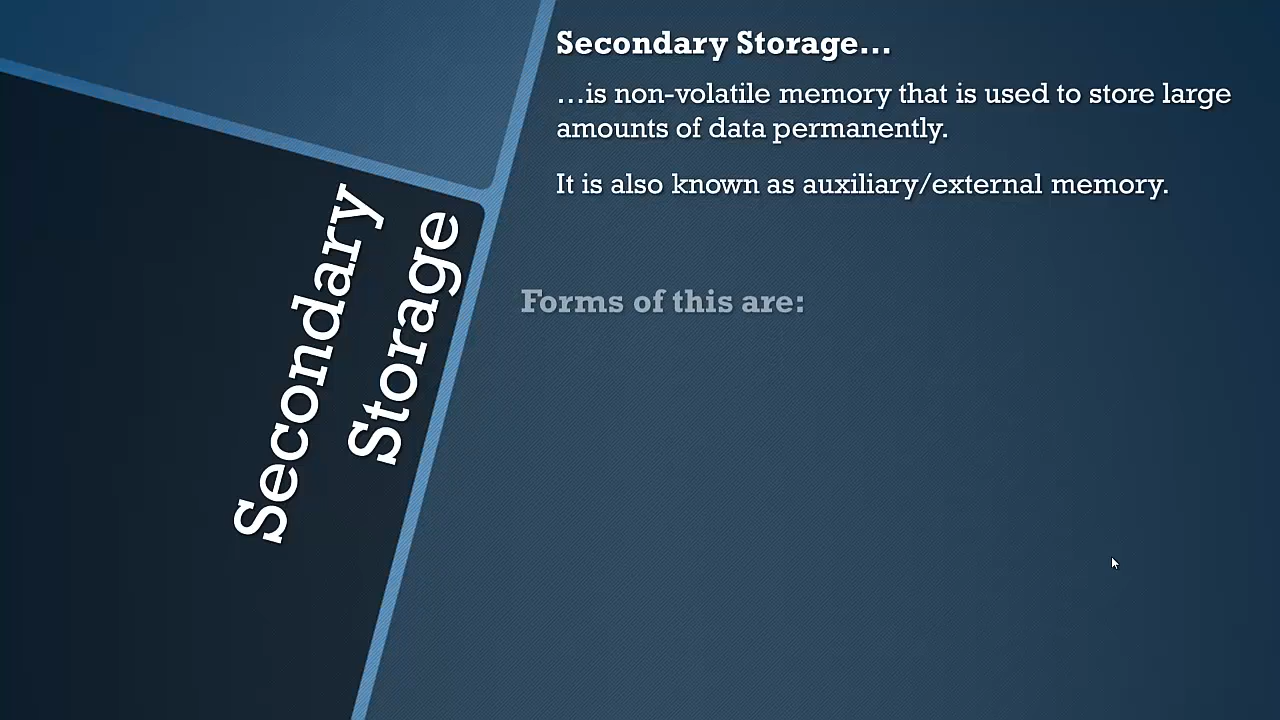 Secondary
Storage
Secondary Storage...
...is non-volatile memory that is used to store large
amounts of data permanently.
It is also known as auxiliary/external memory.
Forms of this are: